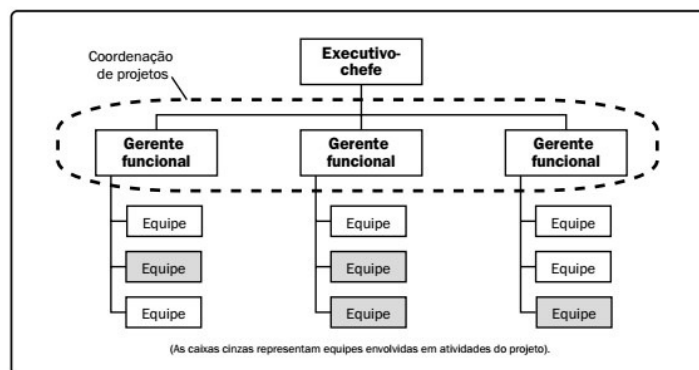 Coordenação
de projetos
Executivo-
chefe
Gerente
funcional
Gerente
funcional
Gerente
funcional
Equipe
Equipe
Equipe
Equipe
Equipe
Equipe
Equipe
Equipe
Equipe
(As caixas cinzas representam equipes envolvidas em atividades do projeto).